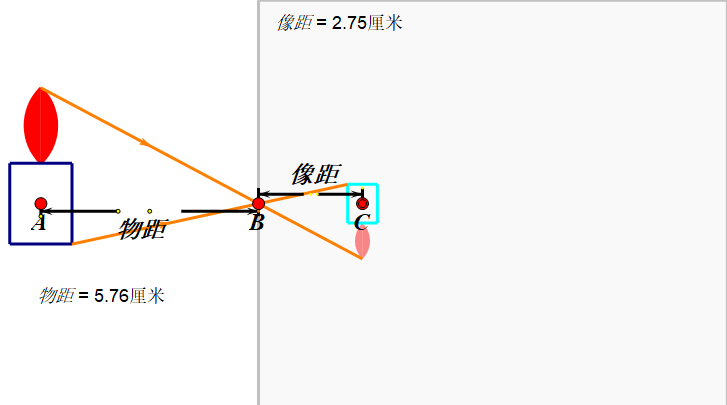 像距 = 2.75厘米
像距
A
物距
B
C
物距 = 5.76厘米